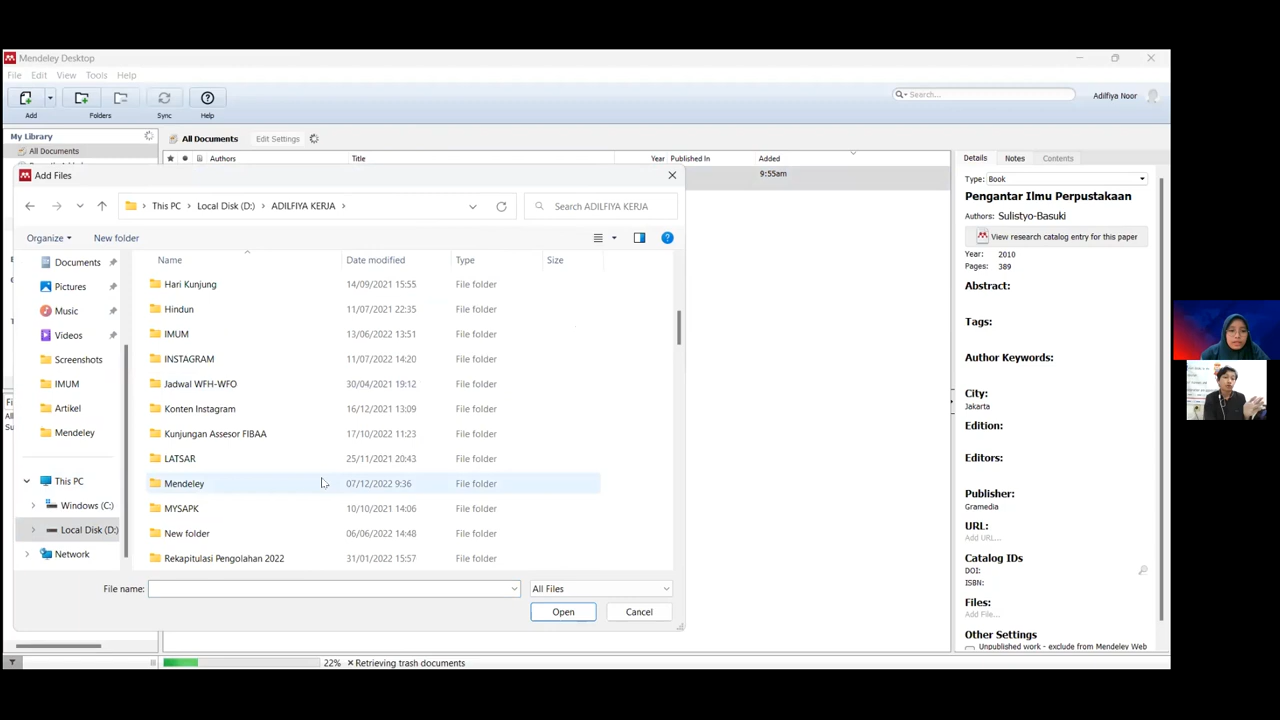 Mendeley Desktop
File Edit View Tools Help
Search... Adilfiya Noor
Add Folders Sync Help
My Library
All Documents Edit Settings
All Documents
Authors Title Year Published In Added
9:55am
Details Notes Contents
Type: Book
Pengantar Ilmu Perpustakaan
Authors: Sulistyo-Basuki
View research catalog entry for this paper
Year: 2010
Pages: 389
Abstract:
Tags:
Author Keywords:
City:
Jakarta
Edition:
Editors:
Publisher:
Gramedia
URL:
Add URL...
Catalog IDs
DOI:
ISBN:
Files:
Add File...
Other Settings
Unpublished work - exclude from Mendeley Web
Add Files
This PC > Local Disk (D:) > ADILFIYA KERJA >
Search ADILFIYA KERJA
Organize New folder
Name Date modified Type Size
Documents
Pictures
Music
Videos
Screenshots
IMUM
Artikel
Mendeley
This PC
Windows (C:)
Local Disk (D:)
Network
Hari Kunjung 14/09/2021 15:55 File folder
Hindun 11/07/2021 22:35 File folder
IMUM 13/06/2022 13:51 File folder
INSTAGRAM 11/07/2022 14:20 File folder
Jadwal WFH-WFO 30/04/2021 19:12 File folder
Konten Instagram 16/12/2021 13:09 File folder
Kunjungan Assesor FIBAA 17/10/2022 11:23 File folder
LATSAR 25/11/2021 20:43 File folder
Mendeley 07/12/2022 9:36 File folder
MYSAPK 10/10/2021 14:06 File folder
New folder 06/06/2022 14:48 File folder
Rekapitulasi Pengolahan 2022 31/01/2022 15:57 File folder
File name: All Files
Open Cancel
22% Retrieving trash documents